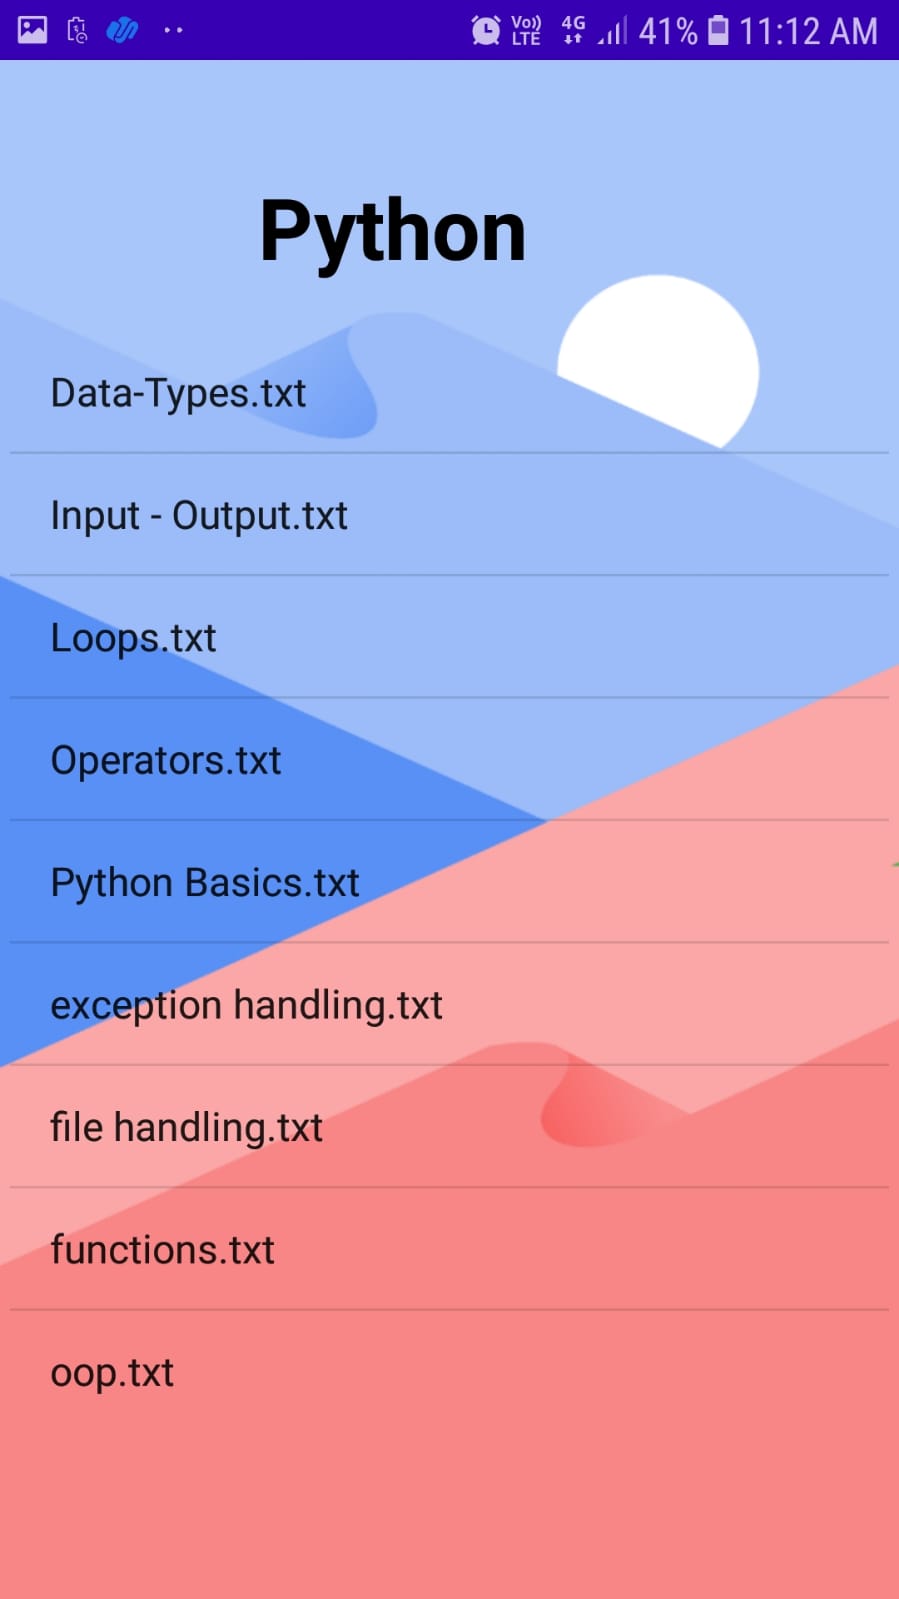 Vo)) 4G 41% 11:12 AM
LTE
Python
Data-Types.txt
Input - Output.txt
Loops.txt
Operators.txt
Python Basics.txt
exception handling.txt
file handling.txt
functions.txt
oop.txt